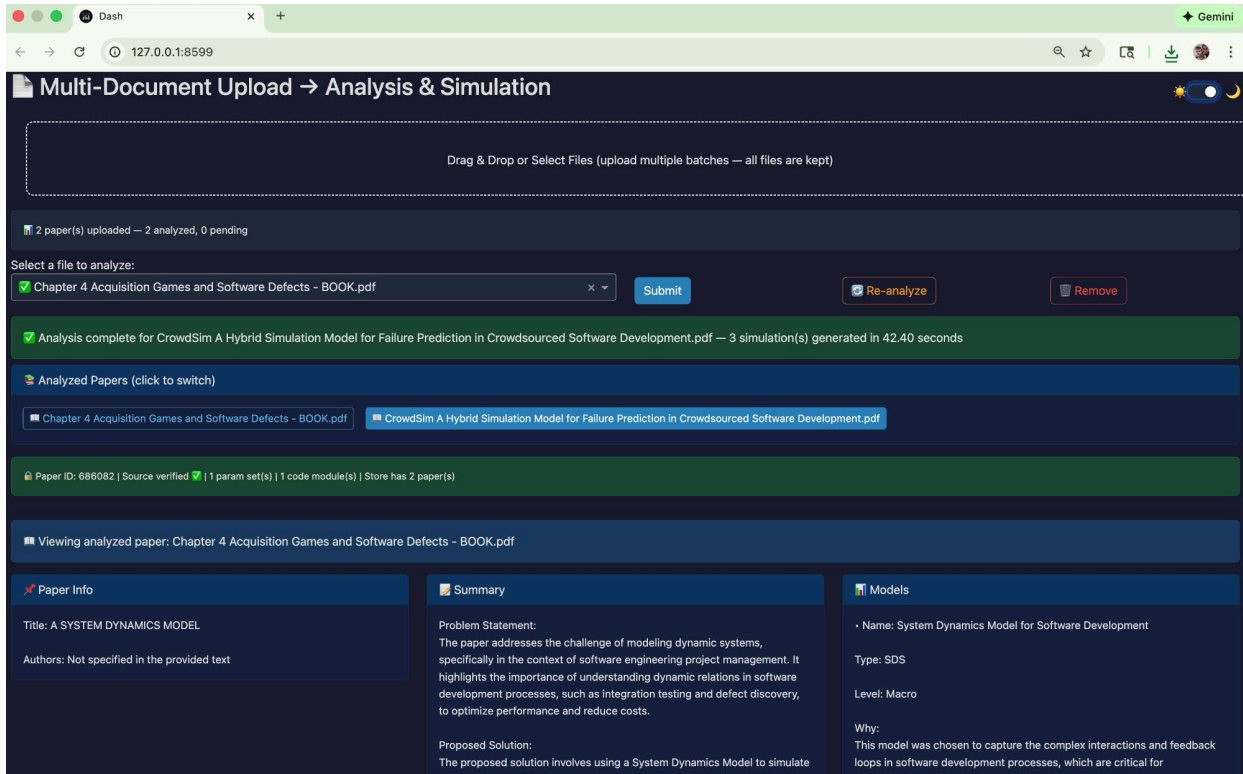 Dash
Gemini
127.0.0.1:8599
Multi-Document Upload → Analysis & Simulation
Drag & Drop or Select Files (upload multiple batches — all files are kept)
2 paper(s) uploaded — 2 analyzed, 0 pending
Select a file to analyze:
Chapter 4 Acquisition Games and Software Defects - BOOK.pdf
Submit
Re-analyze
Remove
Analysis complete for CrowdSim A Hybrid Simulation Model for Failure Prediction in Crowdsourced Software Development.pdf — 3 simulation(s) generated in 42.40 seconds
Analyzed Papers (click to switch)
Chapter 4 Acquisition Games and Software Defects - BOOK.pdf
CrowdSim A Hybrid Simulation Model for Failure Prediction in Crowdsourced Software Development.pdf
Paper ID: 686082 | Source verified ✅ | 1 param set(s) | 1 code module(s) | Store has 2 paper(s)
Viewing analyzed paper: Chapter 4 Acquisition Games and Software Defects - BOOK.pdf
Paper Info
Title: A SYSTEM DYNAMICS MODEL
Authors: Not specified in the provided text
Summary
Problem Statement:
The paper addresses the challenge of modeling dynamic systems,
specifically in the context of software engineering project management. It
highlights the importance of understanding dynamic relations in software
development processes, such as integration testing and defect discovery,
to optimize performance and reduce costs.
Proposed Solution:
The proposed solution involves using a System Dynamics Model to simulate
Models
• Name: System Dynamics Model for Software Development
Type: SDS
Level: Macro
Why:
This model was chosen to capture the complex interactions and feedback
loops in software development processes, which are critical for